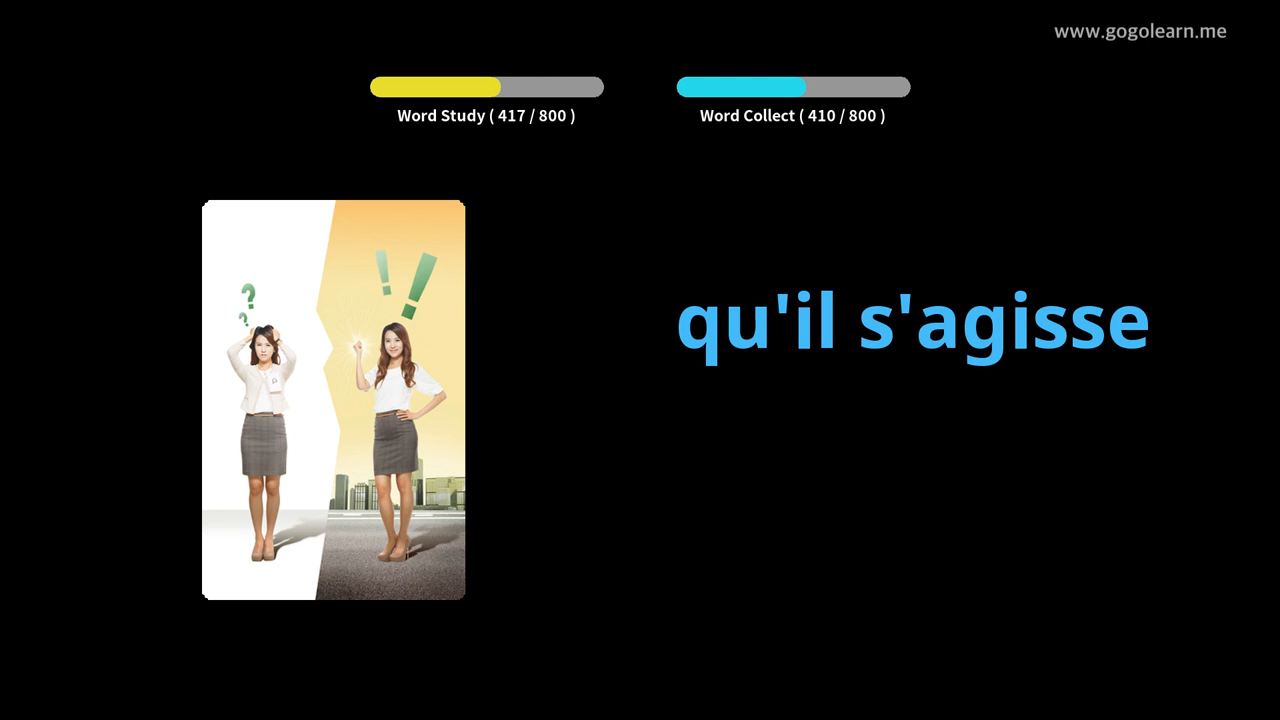 www.gogolearn.me
Word Study ( 417 / 800 )
Word Collect ( 410 / 800 )
? ?
! !
qu'il s'agisse